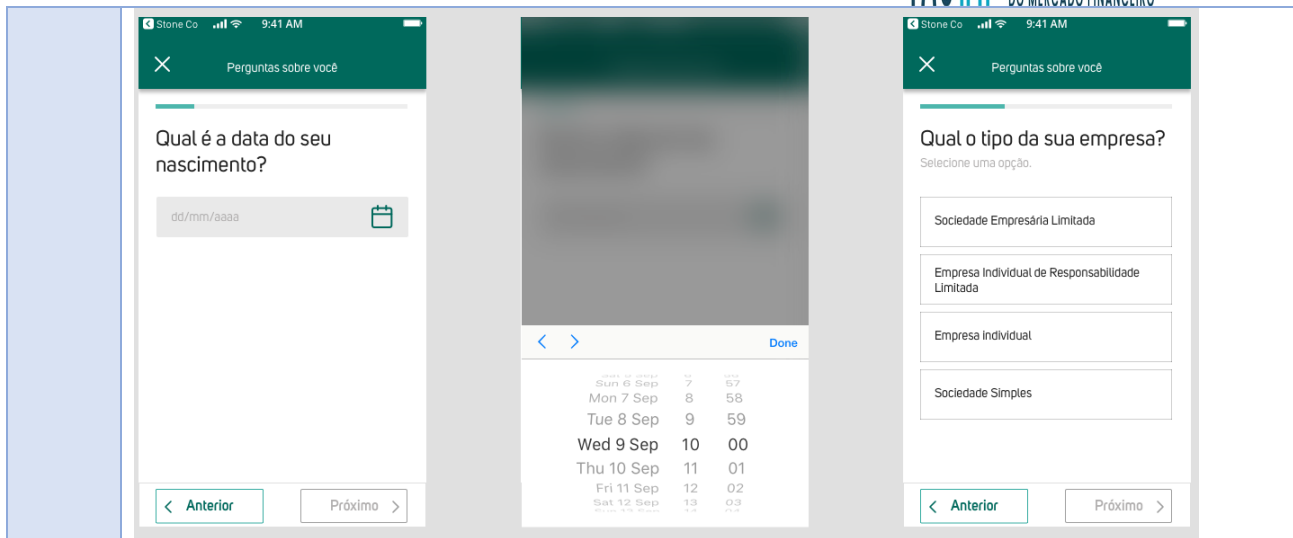 DO MERCADO FINANCEIRO
Stone Co 9:41 AM
Perguntas sobre você
Qual é a data do seu
nascimento?
dd/mm/aaaa
Anterior
Próximo
Done
Sun 6 Sep 7 57
Mon 7 Sep 8 58
Tue 8 Sep 9 59
Wed 9 Sep 10 00
Thu 10 Sep 11 01
Fri 11 Sep 12 02
Sat 12 Sep 13 03
Stone Co 9:41 AM
Perguntas sobre você
Qual o tipo da sua empresa?
Selecione uma opção.
Sociedade Empresária Limitada
Empresa Individual de Responsabilidade
Limitada
Empresa individual
Sociedade Simples
Anterior
Próximo